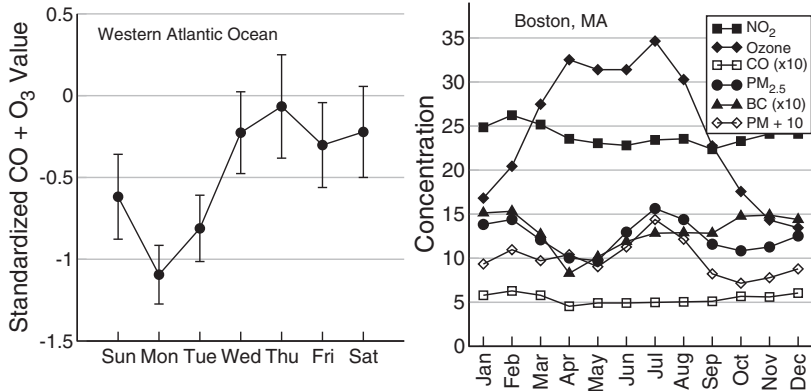 Western Atlantic Ocean
Standardized CO + O3 Value
0.5
0
-0.5
-1
-1.5
Sun Mon Tue Wed Thu Fri Sat
Boston, MA
Concentration
35
30
25
20
15
10
5
0
Jan
Feb
Mar
Apr
May
Jun
Jul
Aug
Sep
Oct
Nov
Dec
NO2
Ozone
CO (x10)
PM2.5
BC (x10)
PM + 10